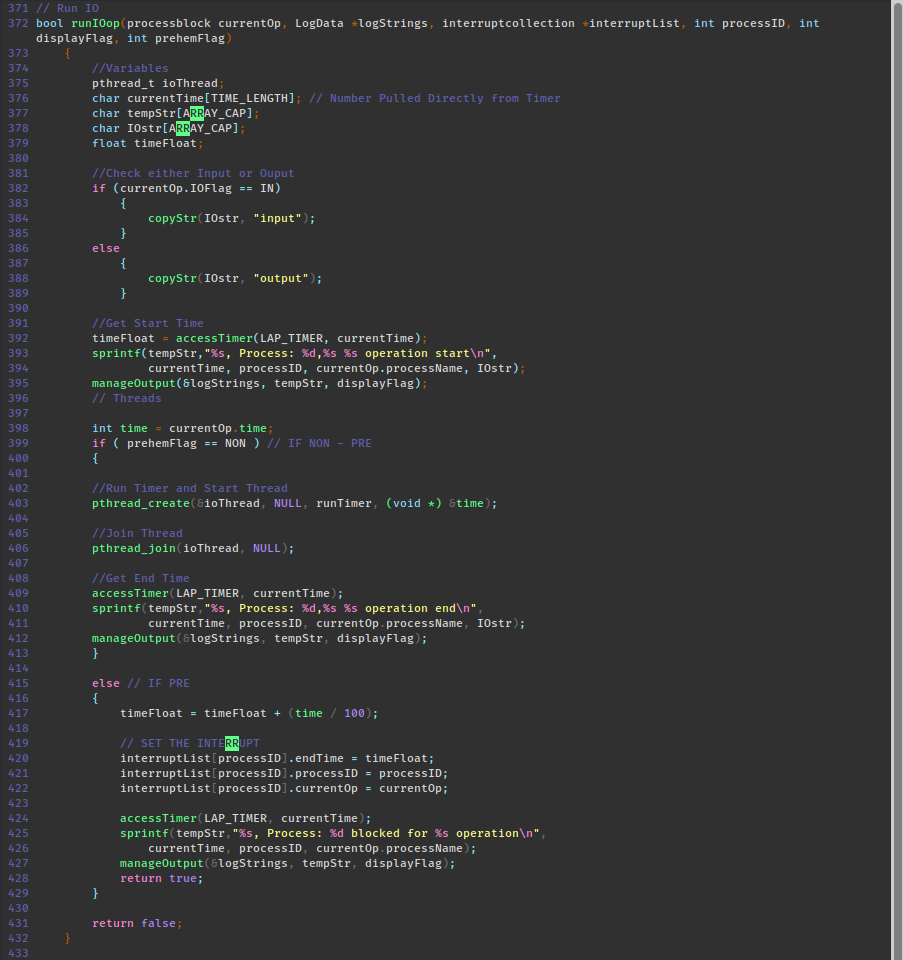 371 // Run IO
372 bool runIOop(processblock currentOp, LogData *logStrings, interruptcollection *interruptList, int processID, int
displayFlag, int prehemFlag)
373     {
374         //Variables
375         pthread_t ioThread;
376         char currentTime[TIME_LENGTH]; // Number Pulled Directly from Timer
377         char tempStr[ARRAY_CAP];
378         char IOstr[ARRAY_CAP];
379         float timeFloat;
380
381         //Check either Input or Ouput
382         if (currentOp.IOFlag == IN)
383             {
384                 copyStr(IOstr, "input");
385             }
386         else
387             {
388                 copyStr(IOstr, "output");
389             }
390
391         //Get Start Time
392         timeFloat = accessTimer(LAP_TIMER, currentTime);
393         sprintf(tempStr,"%s, Process: %d,%s %s operation start\n",
394                 currentTime, processID, currentOp.processName, IOstr);
395         manageOutput(&logStrings, tempStr, displayFlag);
396         // Threads
397
398         int time = currentOp.time;
399         if ( prehemFlag == NON ) // IF NON - PRE
400         {
401
402         //Run Timer and Start Thread
403         pthread_create(&ioThread, NULL, runTimer, (void *) &time);
404
405         //Join Thread
406         pthread_join(ioThread, NULL);
407
408         //Get End Time
409         accessTimer(LAP_TIMER, currentTime);
410         sprintf(tempStr,"%s, Process: %d,%s %s operation end\n",
411                 currentTime, processID, currentOp.processName, IOstr);
412         manageOutput(&logStrings, tempStr, displayFlag);
413         }
414
415         else // IF PRE
416         {
417             timeFloat = timeFloat + (time / 100);
418
419             // SET THE INTERRUPT
420             interruptList[processID].endTime = timeFloat;
421             interruptList[processID].processID = processID;
422             interruptList[processID].currentOp = currentOp;
423
424             accessTimer(LAP_TIMER, currentTime);
425             sprintf(tempStr,"%s, Process: %d blocked for %s operation\n",
426                 currentTime, processID, currentOp.processName);
427             manageOutput(&logStrings, tempStr, displayFlag);
428             return true;
429         }
430
431         return false;
432     }
433